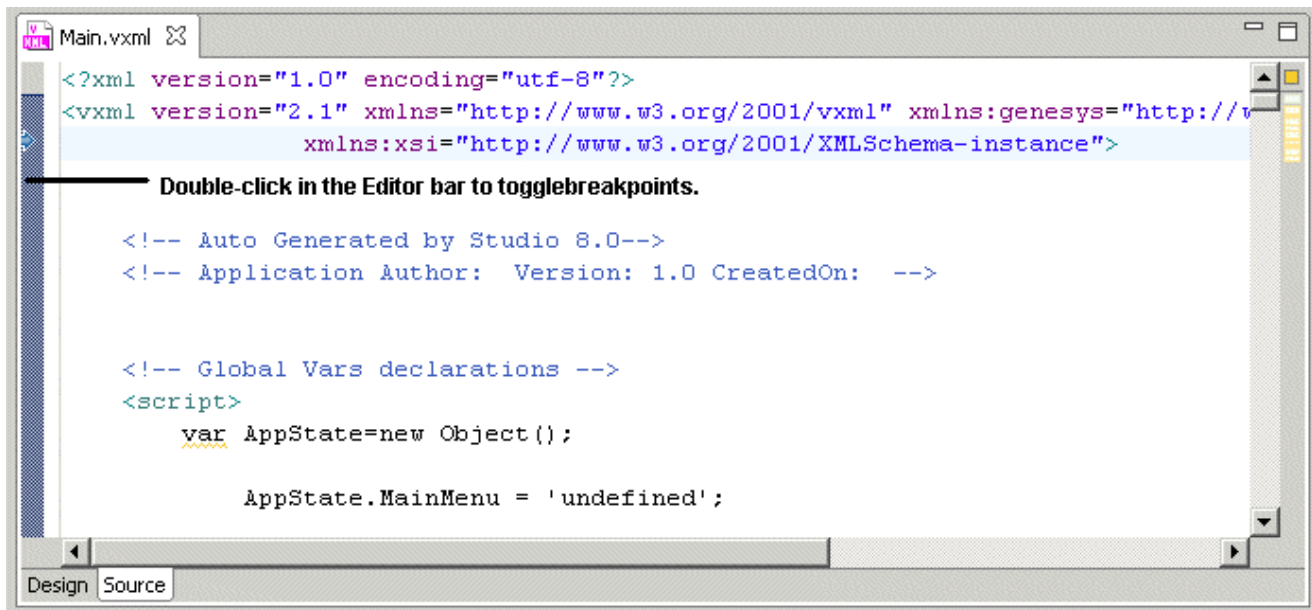 Main.vxml
<?xml version="1.0" encoding="utf-8"?>
<vxml version="2.1" xmlns="http://www.w3.org/2001/vxml" xmlns:genesys="http://w
xmlns:xsi="http://www.w3.org/2001/XMLSchema-instance">
Double-click in the Editor bar to togglebreakpoints.
<!-- Auto Generated by Studio 8.0-->
<!-- Application Author:  Version: 1.0 CreatedOn:  -->
<!-- Global Vars declarations -->
<script>
var AppState=new Object();
AppState.MainMenu = 'undefined';
Design Source